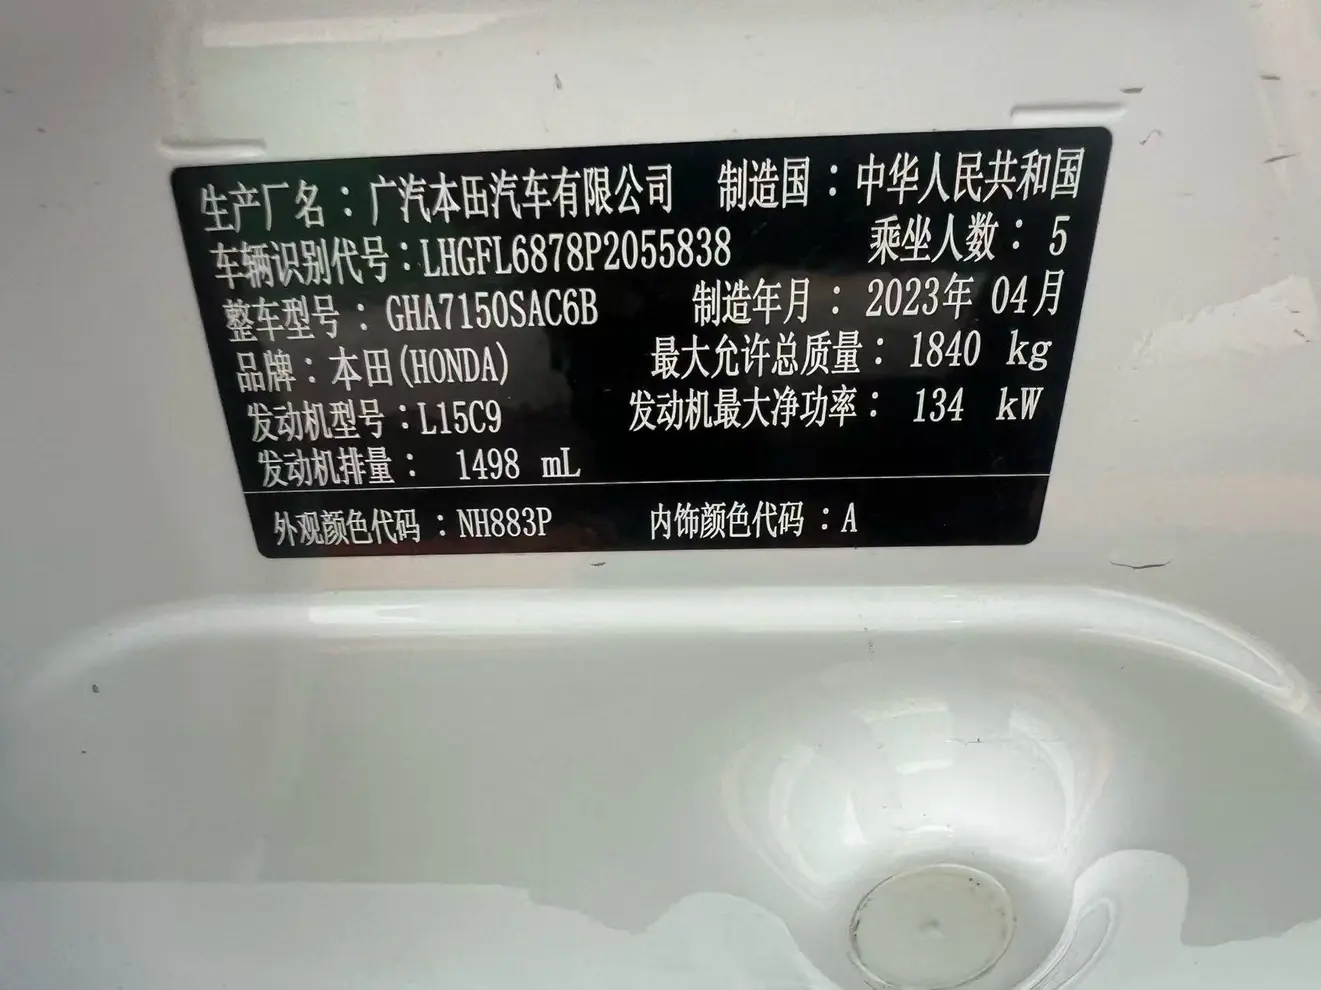 生产厂名：广汽本田汽车有限公司 制造国：中华人民共和国
车辆识别代号：LHGFL6878P2055838 乘坐人数：5
整车型号：GHA7150SAC6B 制造年月：2023年 04月
品牌：本田(HONDA) 最大允许总质量：1840 kg
发动机型号：L15C9 发动机最大净功率：134 kW
发动机排量：1498 mL
外观颜色代码：NH883P 内饰颜色代码：A